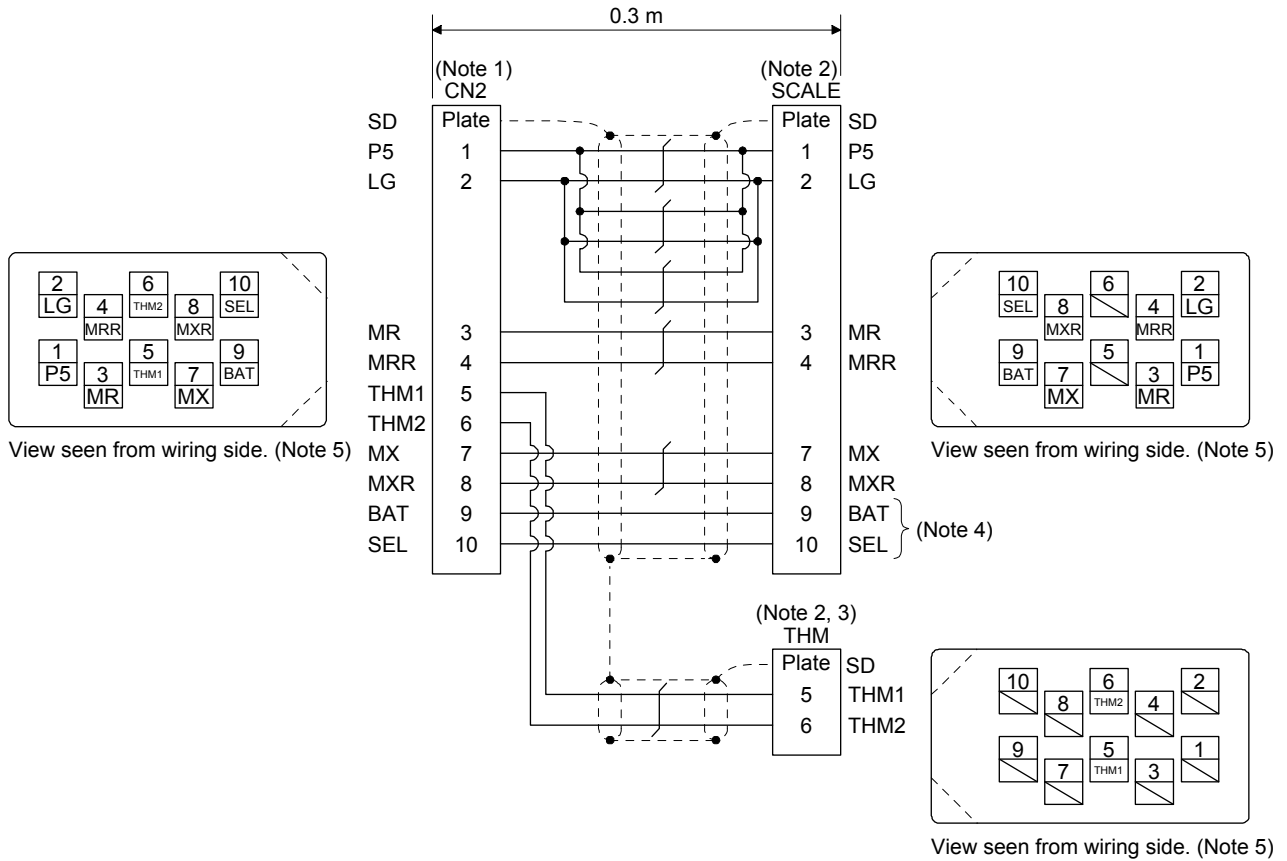 0.3 m
(Note 1)
CN2
(Note 2)
SCALE
SD Plate Plate SD
P5 1 1 P5
LG 2 2 LG
MR 3 3 MR
MRR 4 4 MRR
THM1 5
THM2 6
MX 7 7 MX
MXR 8 8 MXR
BAT 9 9 BAT
SEL 10 10 SEL
(Note 4)
(Note 2, 3)
THM
Plate SD
5 THM1
6 THM2
2 6 10
LG 4 THM2 8 SEL
MRR MXR
1 5 9
P5 3 THM1 7 BAT
MR MX
View seen from wiring side. (Note 5)
10 6 2
SEL 8 4 LG
MXR MRR
9 5 1
BAT 7 3 P5
MX MR
View seen from wiring side. (Note 5)
10 6 2
8 THM2 4
9 5 1
7 THM1 3
View seen from wiring side. (Note 5)